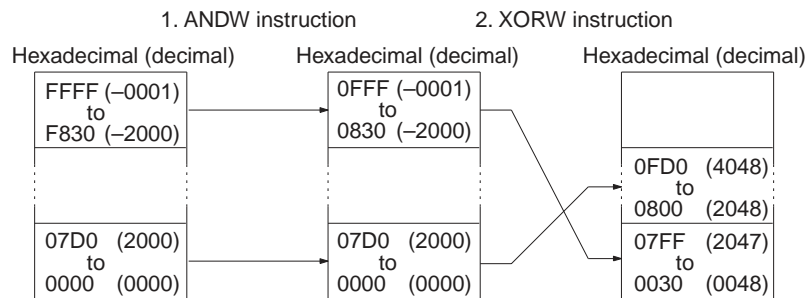 1. ANDW instruction
2. XORW instruction
Hexadecimal (decimal)
Hexadecimal (decimal)
Hexadecimal (decimal)
FFFF (–0001)
to
F830 (–2000)
0FFF (–0001)
to
0830 (–2000)
0FD0 (4048)
to
0800 (2048)
07D0 (2000)
to
0000 (0000)
07D0 (2000)
to
0000 (0000)
07FF (2047)
to
0030 (0048)